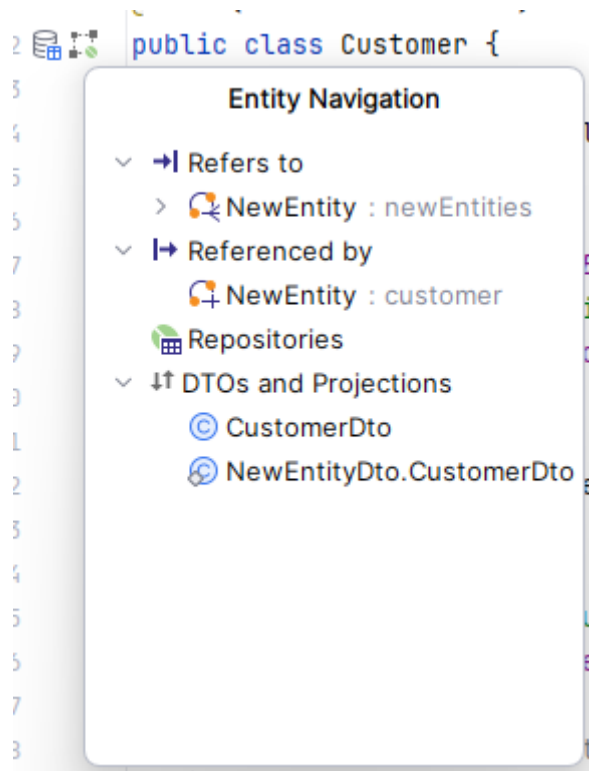 public class Customer {
Entity Navigation
Refers to
NewEntity : newEntities
Referenced by
NewEntity : customer
Repositories
DTOs and Projections
CustomerDto
NewEntityDto.CustomerDto